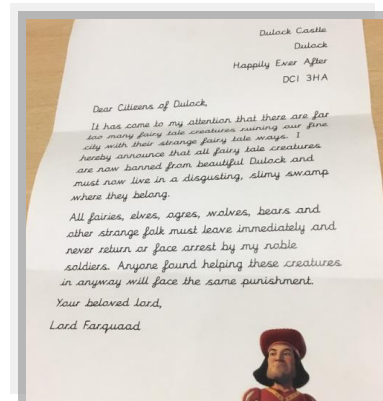 Dulock Castle
Dulock
Happily Ever After
DC1 3HA
Dear Citizens of Dulock,
It has come to my attention that there are far
too many fairy tale creatures ruining our fine
city with their strange fairy tale ways. I
hereby announce that all fairy tale creatures
are now banned from beautiful Dulock and
must now live in a disgusting, slimy swamp
where they belong.
All fairies, elves, ogres, wolves, bears and
other strange folk must leave immediately and
never return or face arrest by my noble
soldiers. Anyone found helping these creatures
in anyway will face the same punishment.
Your beloved lord,
Lord Farquaad